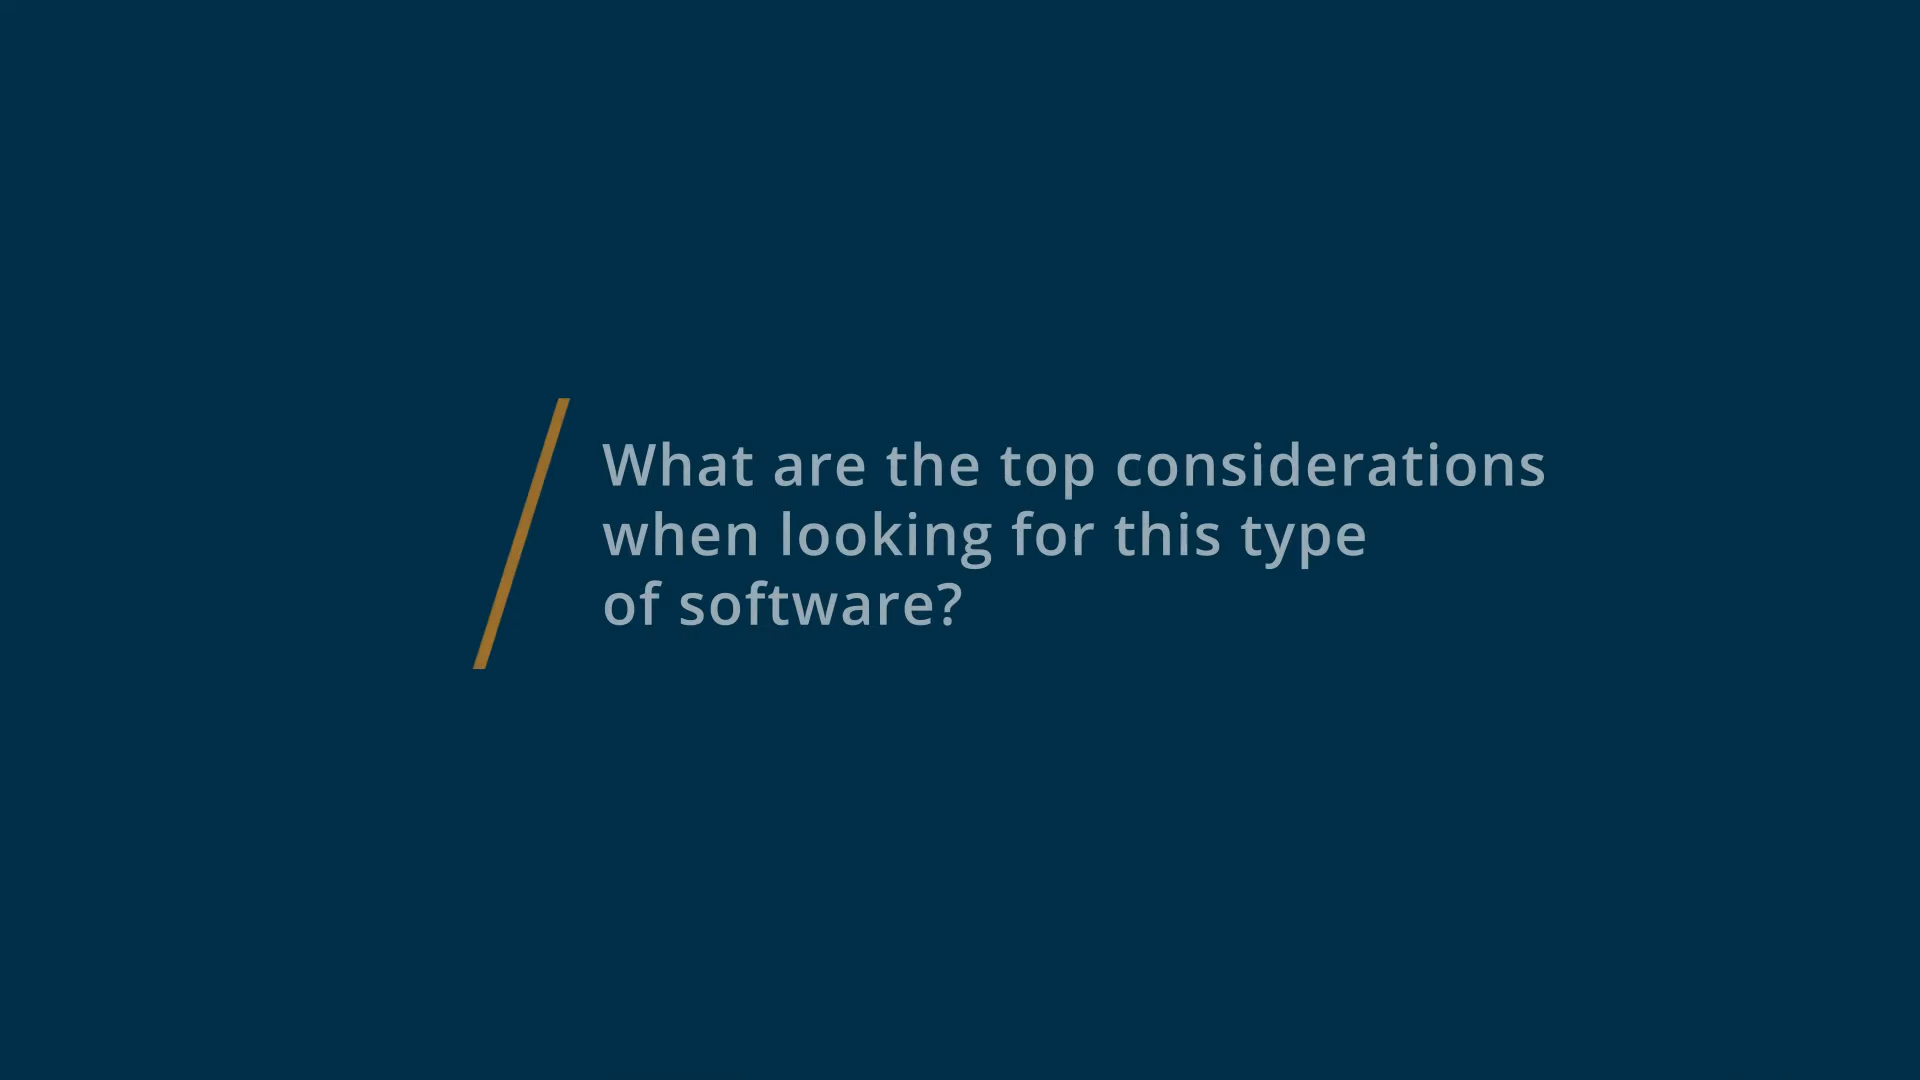 What are the top considerations
when looking for this type
of software?